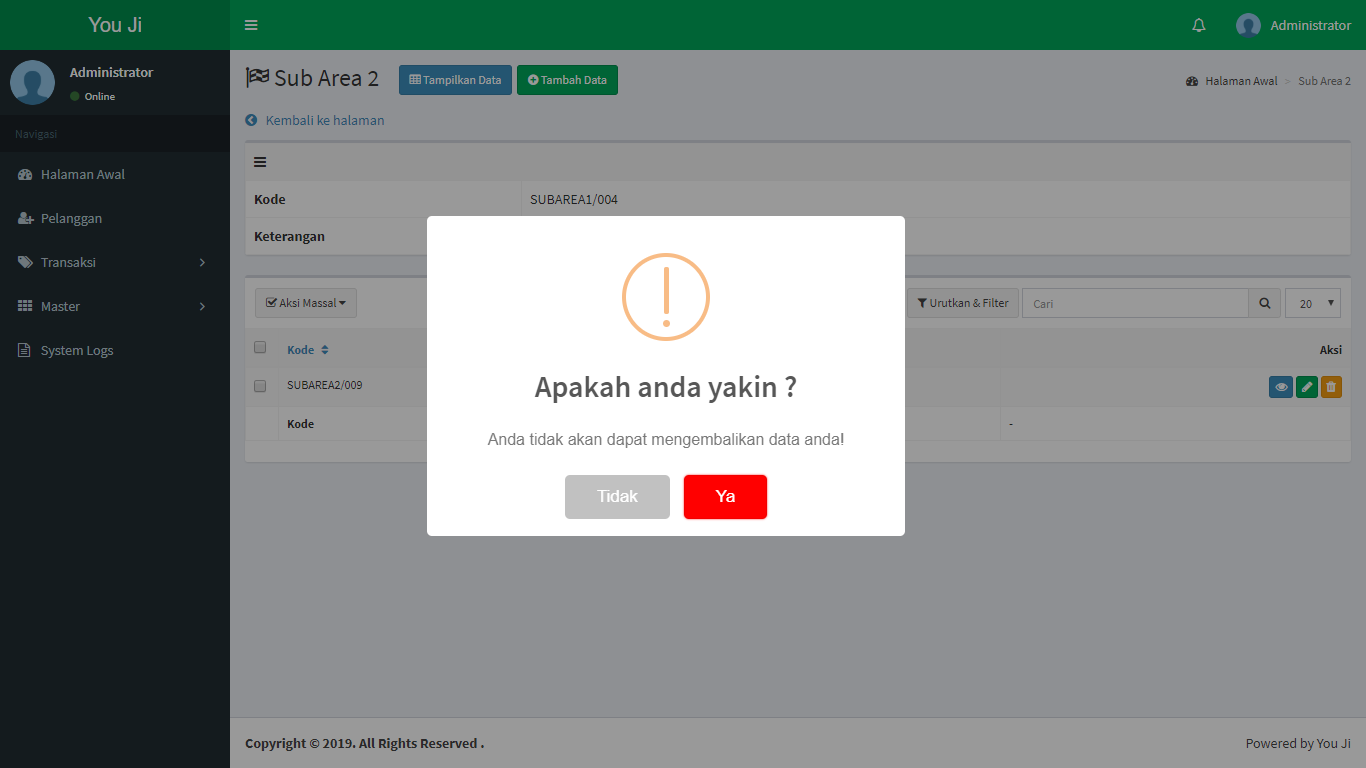 You Ji
Administrator
Administrator
Online
Navigasi
Halaman Awal
Pelanggan
Transaksi
Master
System Logs
Sub Area 2
Tampilkan Data
Tambah Data
Halaman Awal > Sub Area 2
Kembali ke halaman
Kode SUBAREA1/004
Keterangan
Aksi Massal
Urutkan & Filter
Cari
20
Kode
Aksi
SUBAREA2/009
Kode
-
Apakah anda yakin ?
Anda tidak akan dapat mengembalikan data anda!
Tidak
Ya
Copyright © 2019. All Rights Reserved .
Powered by You Ji